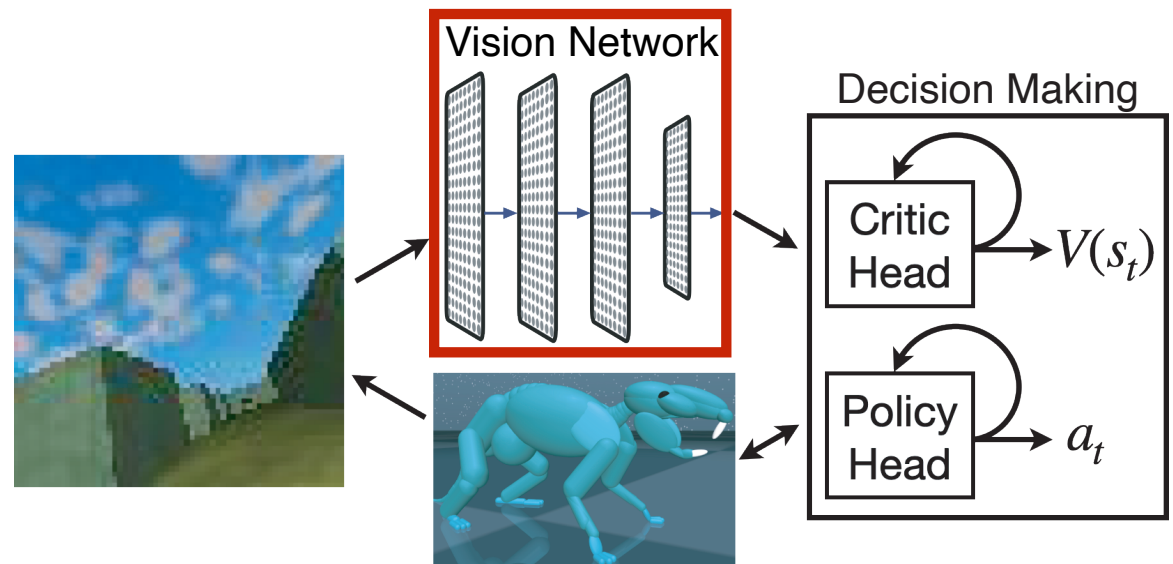 Vision Network
Decision Making
Critic
Head
V(s_t)
Policy
Head
a_t